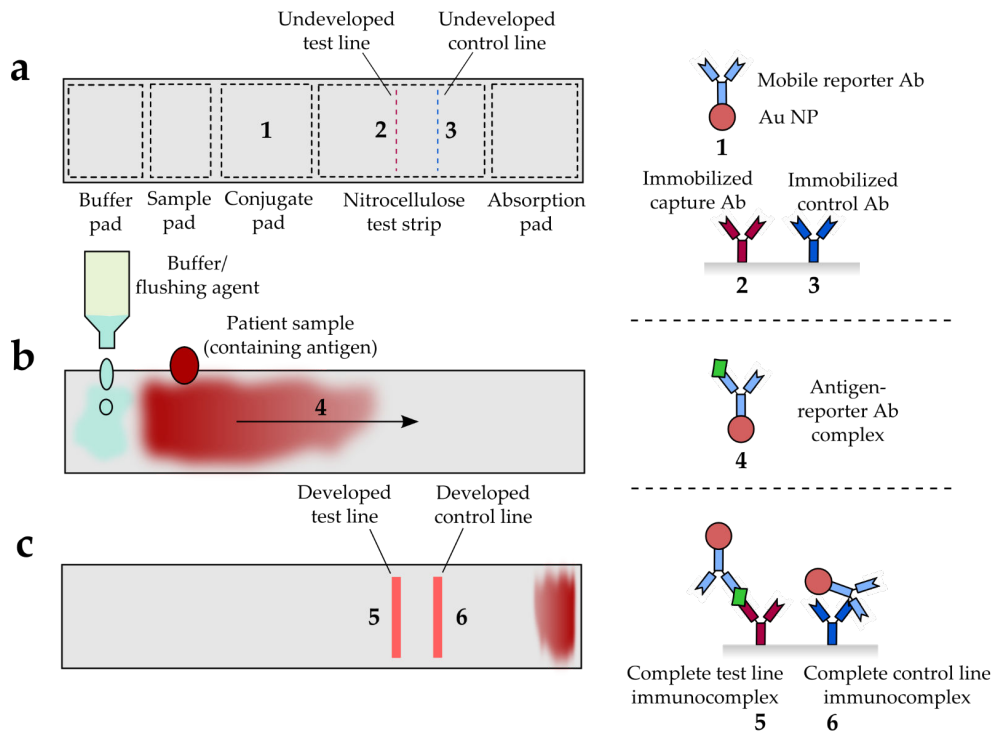 Undeveloped
test line
Undeveloped
control line
a
1
2
3
Buffer
pad
Sample
pad
Conjugate
pad
Nitrocellulose
test strip
Absorption
pad
Mobile reporter Ab
Au NP
1
Immobilized
capture Ab
Immobilized
control Ab
2
3
Buffer/
flushing agent
Patient sample
(containing antigen)
b
4
Antigen-
reporter Ab
complex
4
Developed
test line
Developed
control line
c
5
6
Complete test line
immunocomplex
5
Complete control line
immunocomplex
6